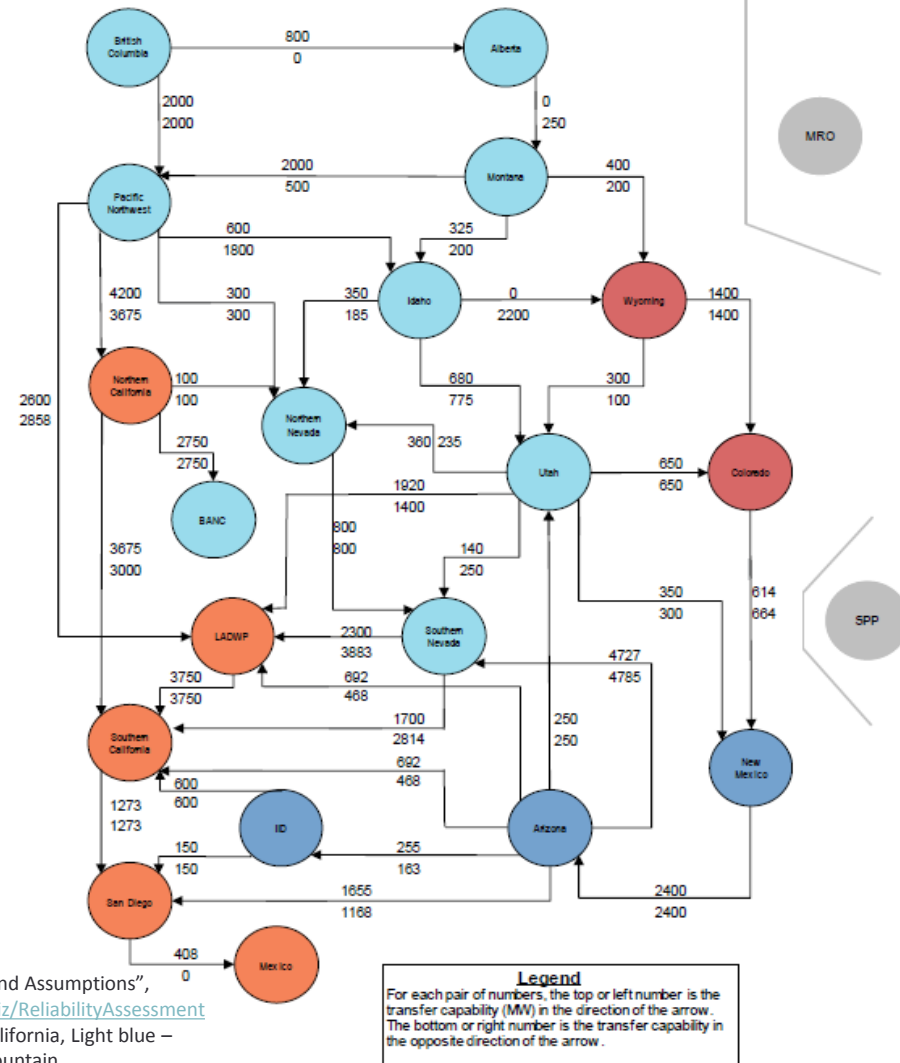 British
Columbia
800
0
Alberta
2000
2000
0
250
MRO
2000
500
Montana
400
200
Pacific
Northwest
600
1800
325
200
4200
3675
300
300
350
185
Idaho
0
2200
Wyoming
1400
1400
Northern
California
100
100
680
775
300
100
2600
2858
Northern
Nevada
360 235
2750
2750
Utah
650
650
Colorado
BANC
1920
1400
800
800
3675
3000
140
250
350
300
614
664
SPP
LADWP
2300
3883
Southern
Nevada
4727
4785
3750
3750
692
468
1700
2814
250
250
Southern
California
692
468
New
Mexico
600
600
1273
1273
IID
Arizona
150
150
255
163
1655
1168
2400
2400
San Diego
408
0
Mexico
nd Assumptions”,
iz/ReliabilityAssessment
alifornia, Light blue –
ountain
Legend
For each pair of numbers, the top or left number is the
transfer capability (MW) in the direction of the arrow.
The bottom or right number is the transfer capability in
the opposite direction of the arrow.